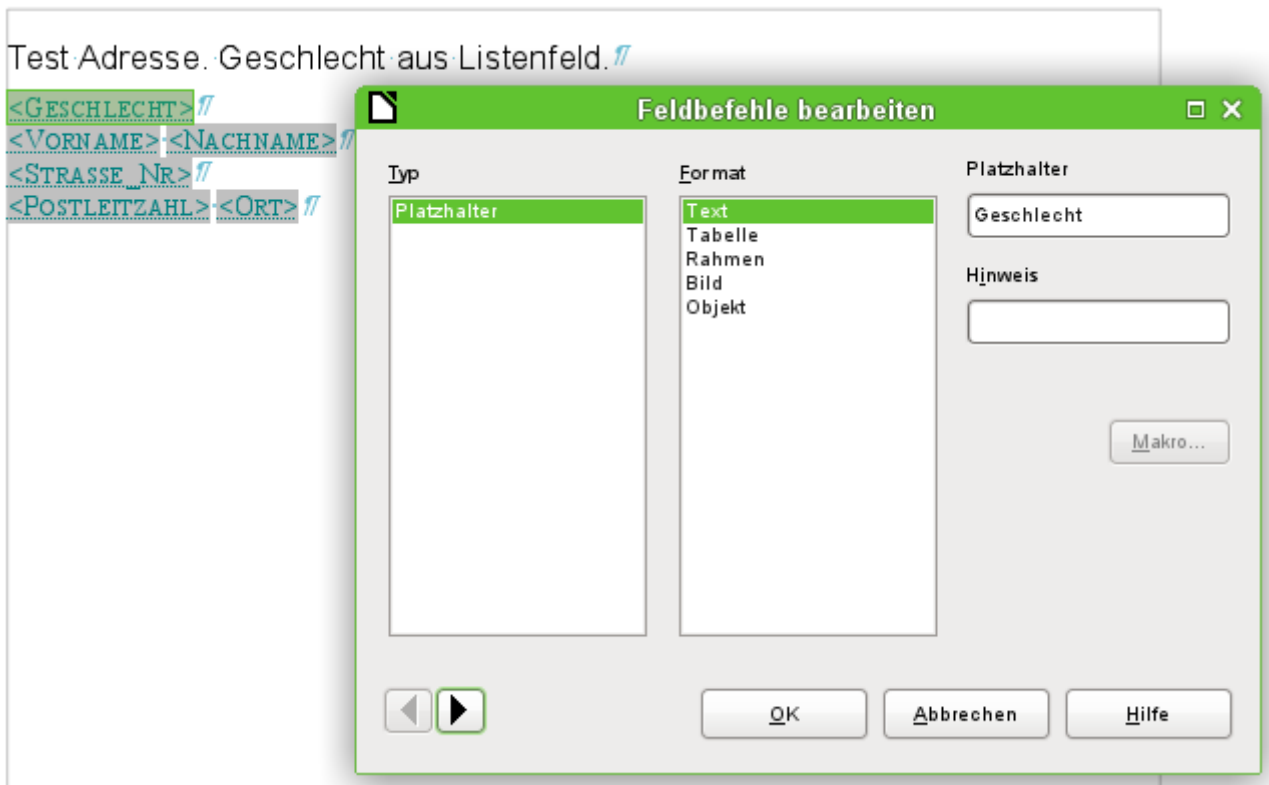 Test Adresse. Geschlecht aus Listenfeld.¶
<GESCHLECHT>¶
<VORNAME> <NACHNAME>¶
<STRASSE_NR>¶
<POSTLEITZAHL> <ORT>¶
Feldbefehle bearbeiten
Typ
Platzhalter
Format
Text
Tabelle
Rahmen
Bild
Objekt
Platzhalter
Geschlecht
Hinweis
Makro...
OK
Abbrechen
Hilfe